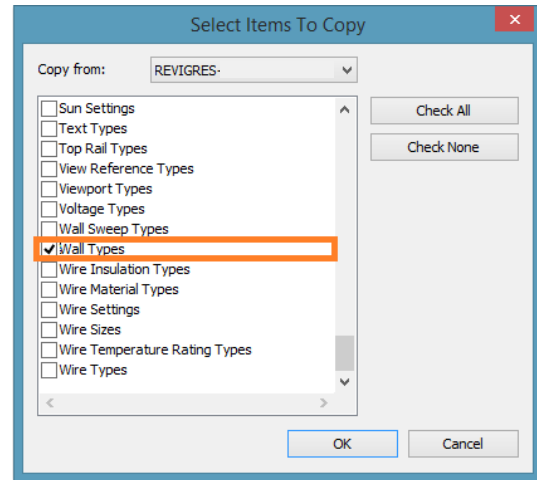 Select Items To Copy
Copy from: REVIGRES-
Sun Settings
Text Types
Top Rail Types
View Reference Types
Viewport Types
Voltage Types
Wall Sweep Types
Wall Types
Wire Insulation Types
Wire Material Types
Wire Settings
Wire Sizes
Wire Temperature Rating Types
Wire Types
Check All
Check None
OK
Cancel